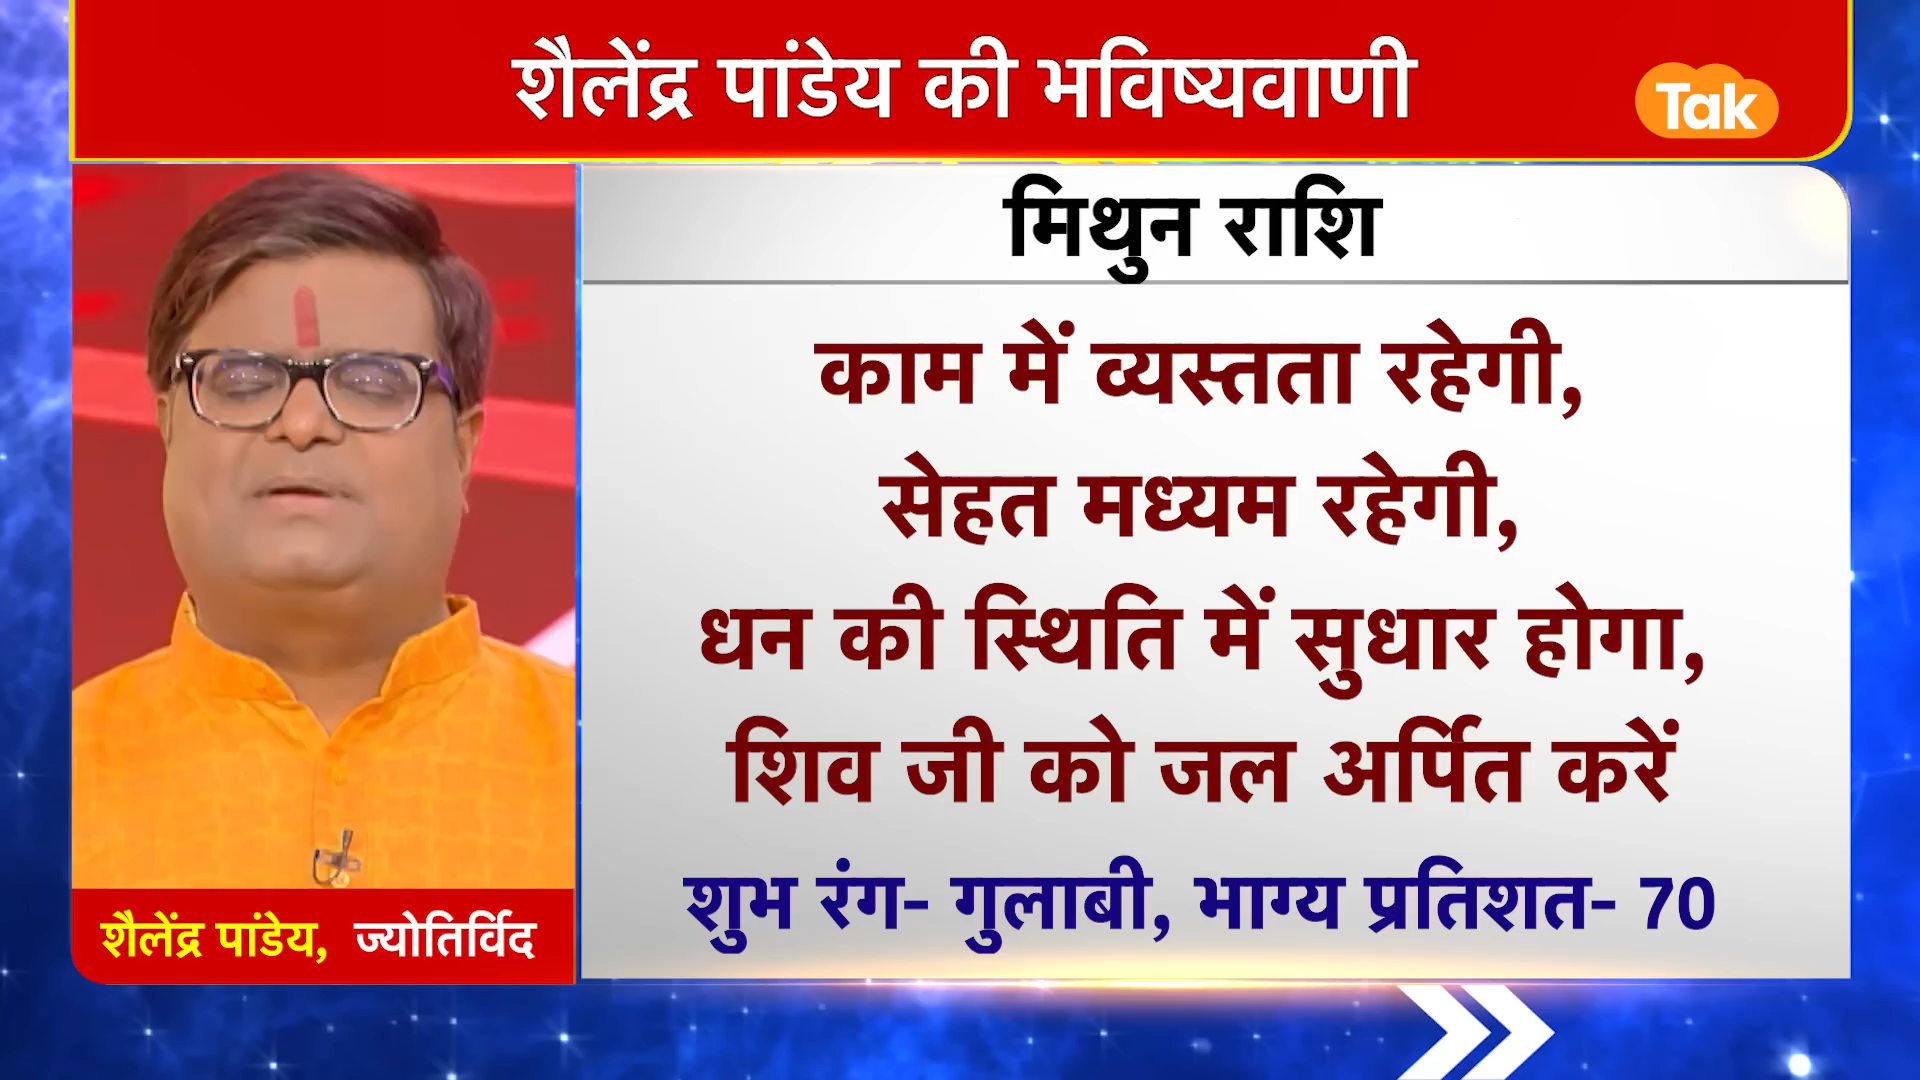 शैलेंद्र पांडेय की भविष्यवाणी
Tak
मिथुन राशि
काम में व्यस्तता रहेगी,
सेहत मध्यम रहेगी,
धन की स्थिति में सुधार होगा,
शिव जी को जल अर्पित करें
शुभ रंग- गुलाबी, भाग्य प्रतिशत- 70
शैलेंद्र पांडेय, ज्योतिर्विद